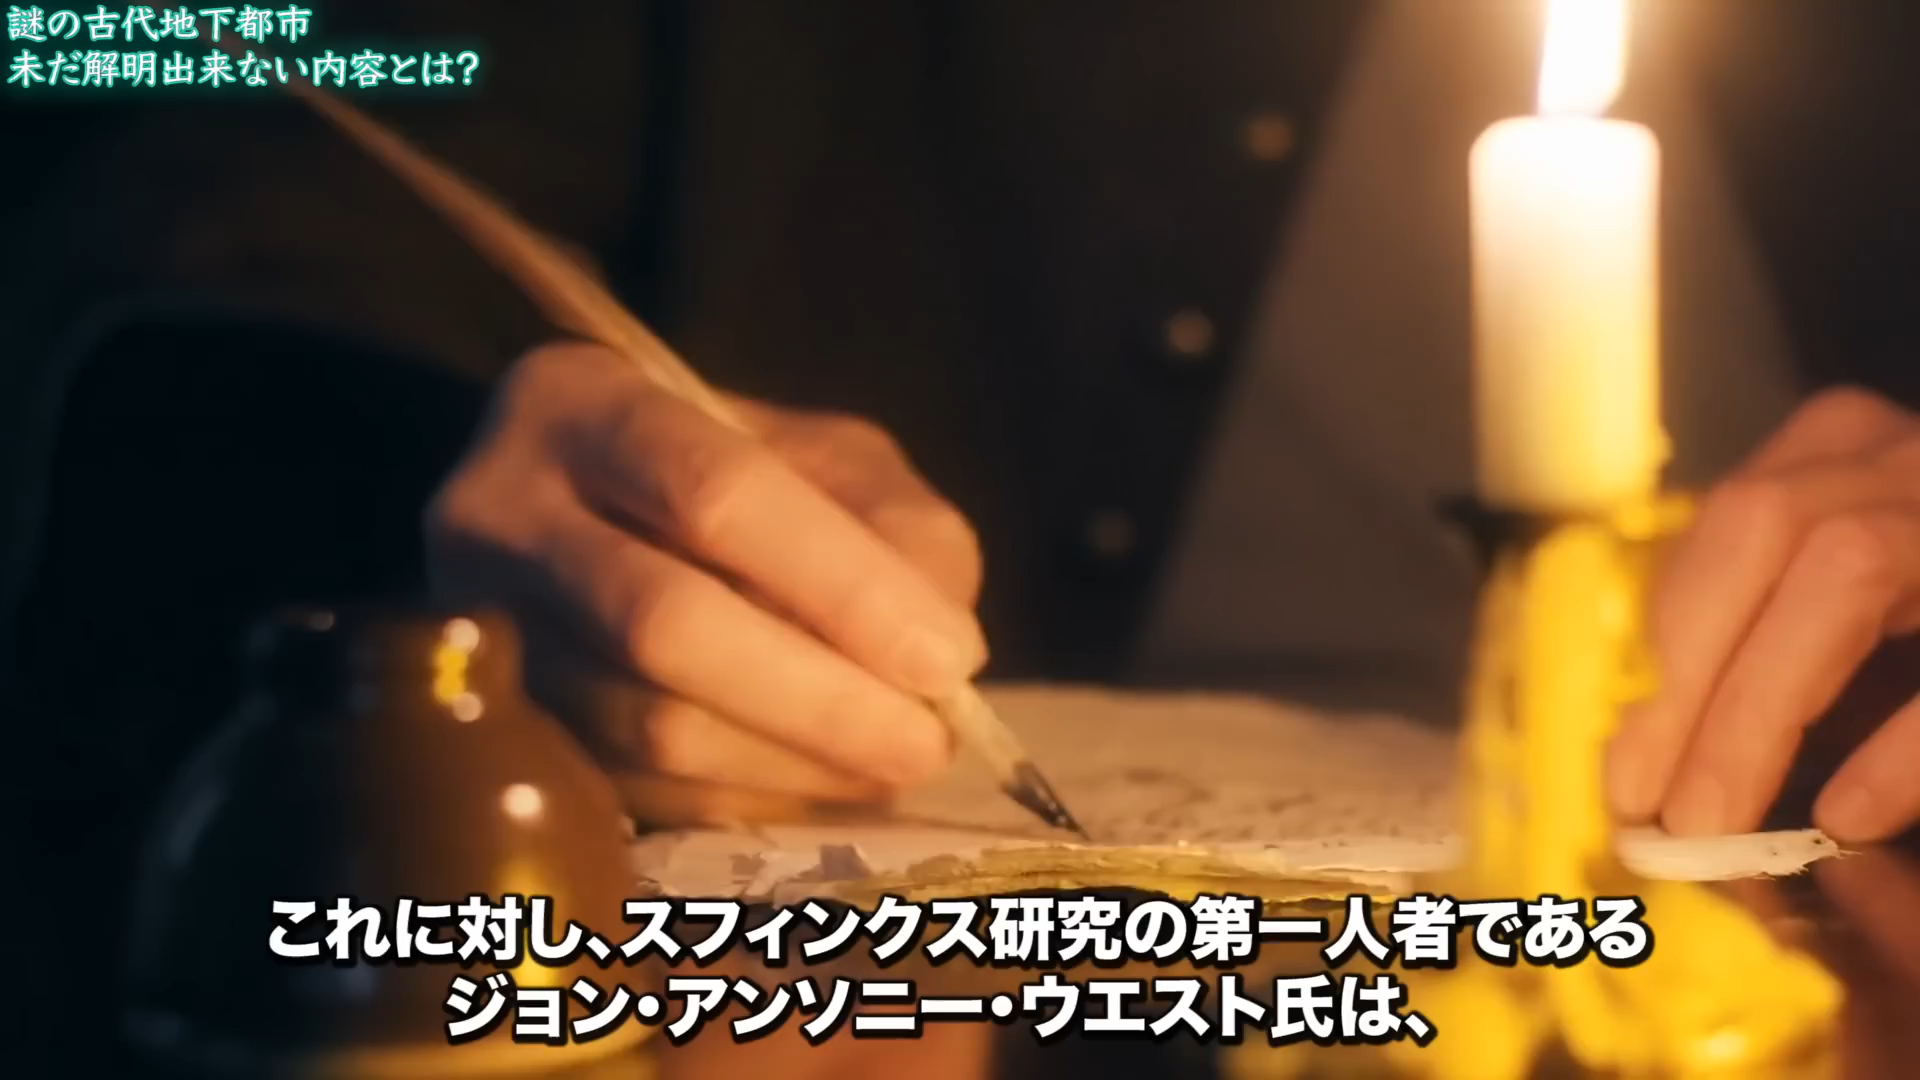 謎の古代地下都市
未だ解明出来ない内容とは?
これに対し、スフィンクス研究の第一人者である
ジョン・アンソニー・ウエスト氏は、